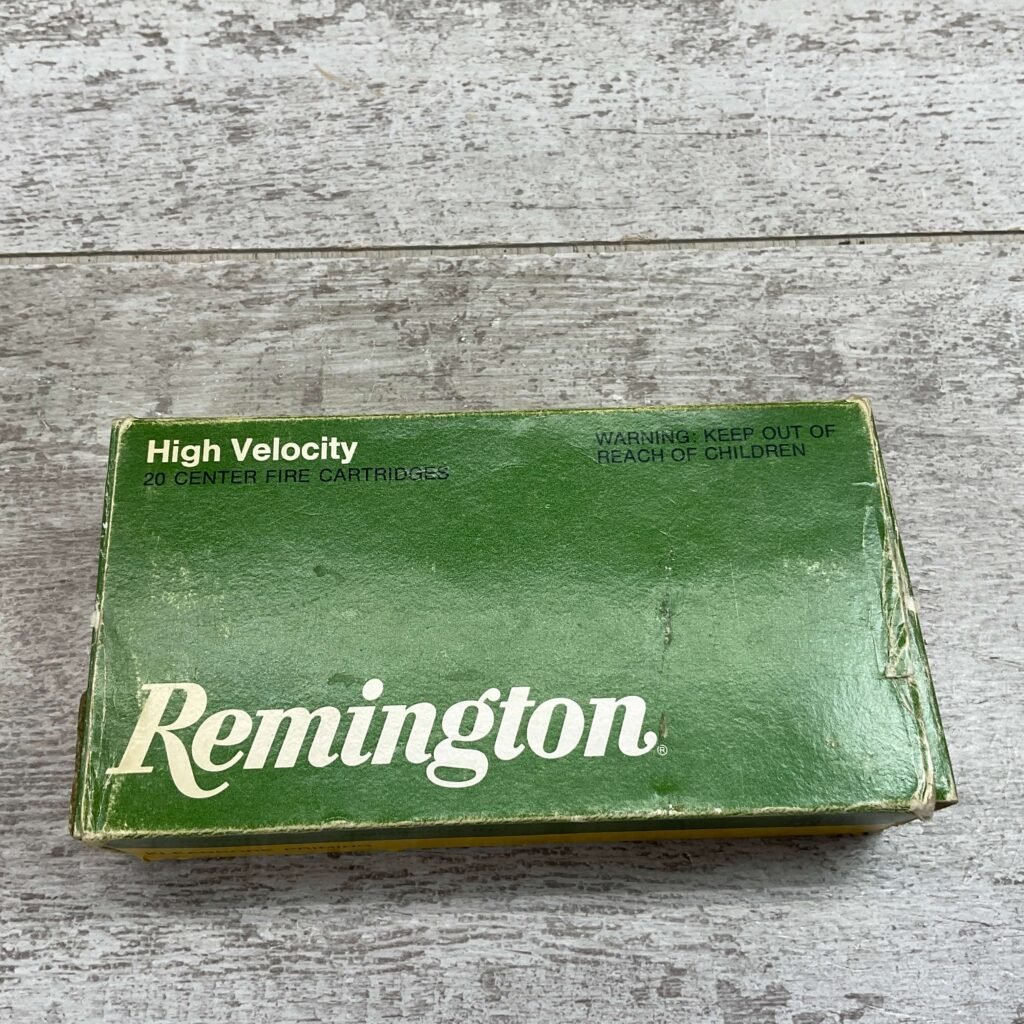 High Velocity
20 CENTER FIRE CARTRIDGES
WARNING: KEEP OUT OF
REACH OF CHILDREN
Remington®